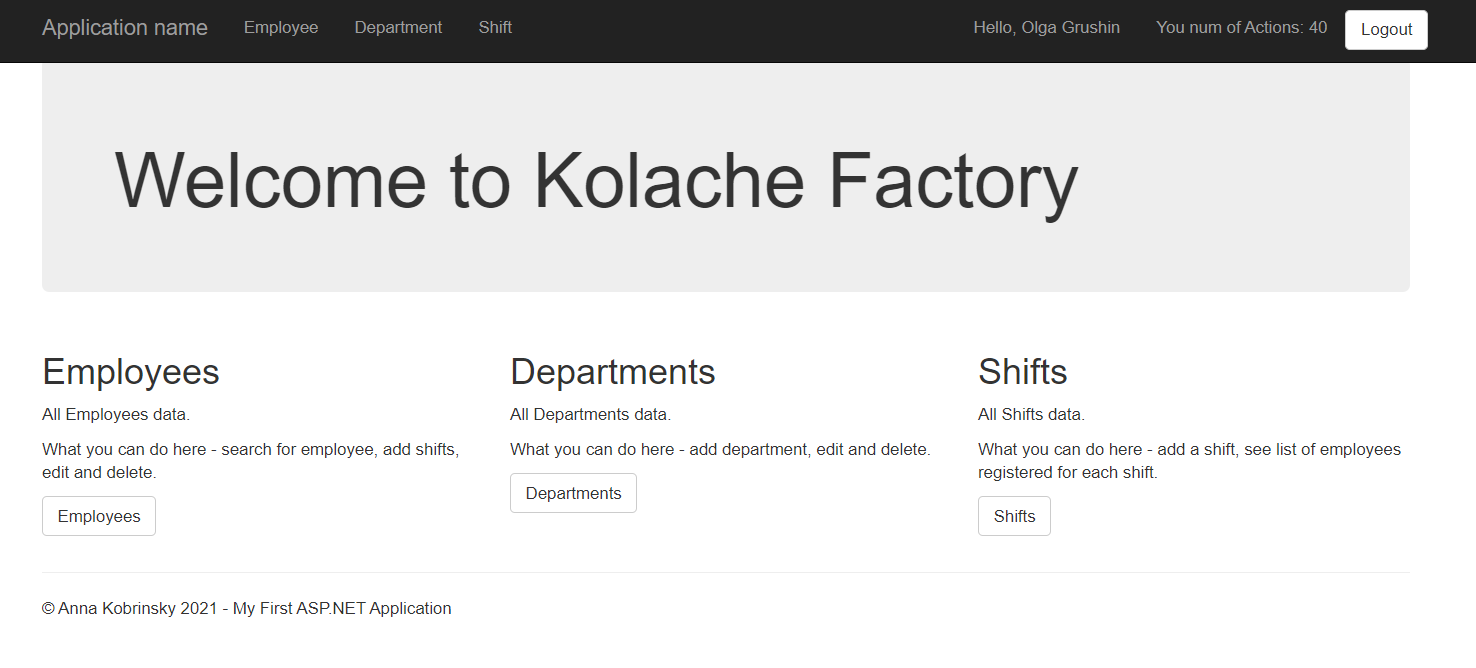 Application name Employee Department Shift Hello, Olga Grushin You num of Actions: 40 Logout
Welcome to Kolache Factory
Employees
All Employees data.
What you can do here - search for employee, add shifts,
edit and delete.
Employees
Departments
All Departments data.
What you can do here - add department, edit and delete.
Departments
Shifts
All Shifts data.
What you can do here - add a shift, see list of employees
registered for each shift.
Shifts
© Anna Kobrinsky 2021 - My First ASP.NET Application